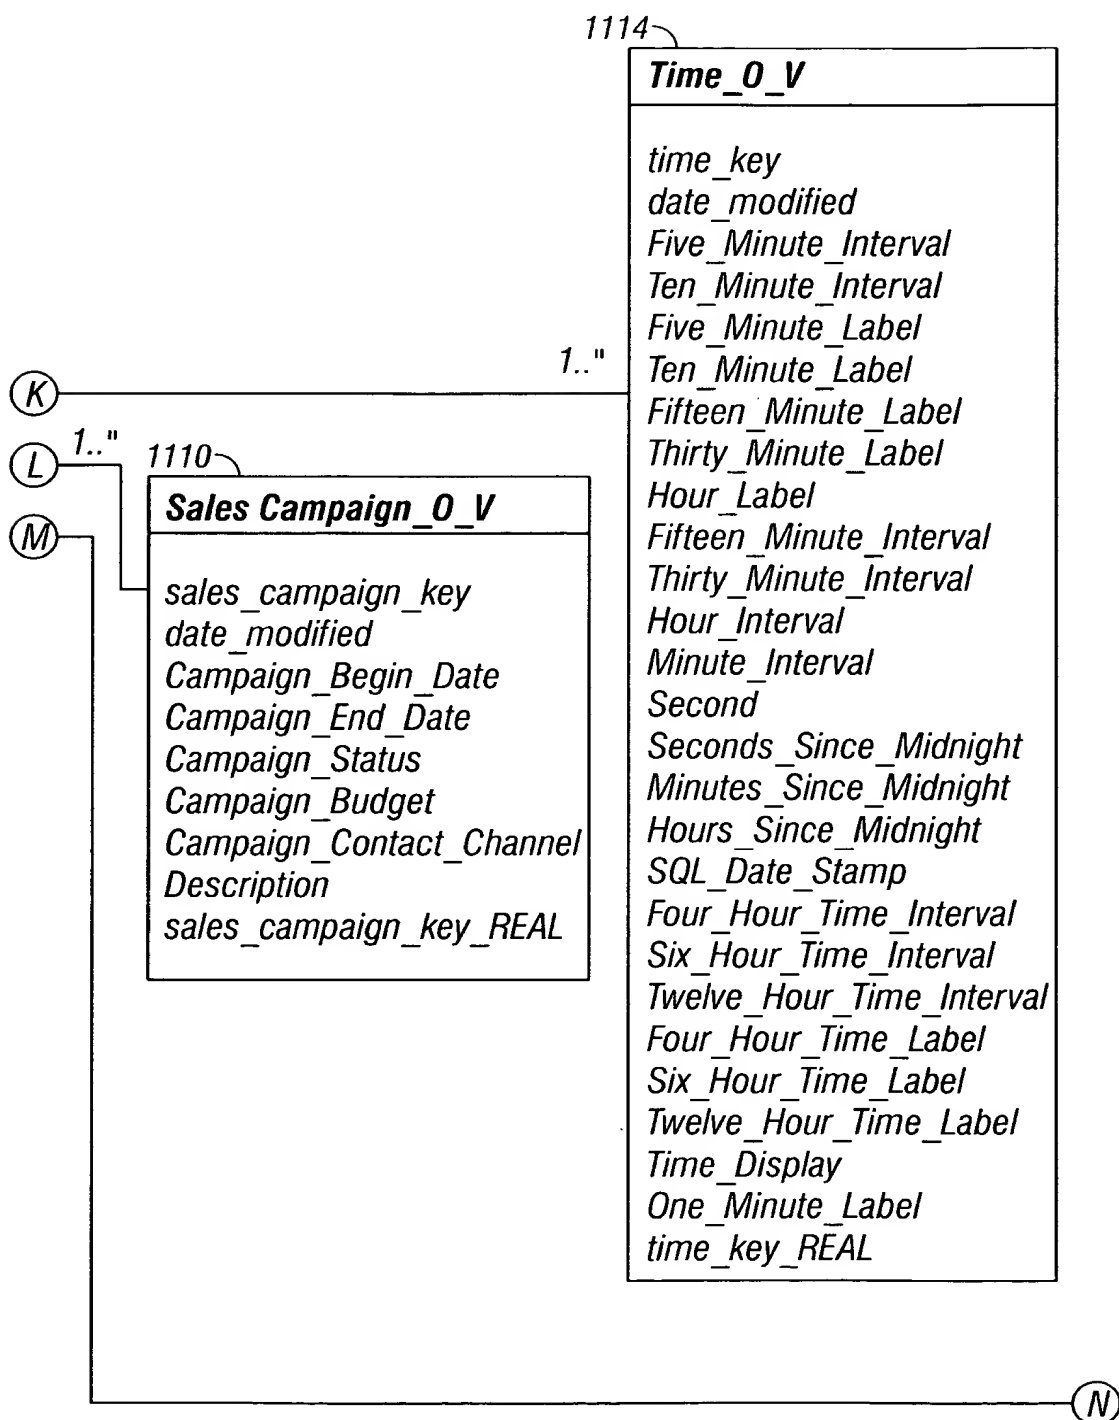 1114
Time_O_V
time_key
date_modified
Five_Minute_Interval
Ten_Minute_Interval
Five_Minute_Label
Ten_Minute_Label
Fifteen_Minute_Label
Thirty_Minute_Label
Hour_Label
Fifteen_Minute_Interval
Thirty_Minute_Interval
Hour_Interval
Minute_Interval
Second
Seconds_Since_Midnight
Minutes_Since_Midnight
Hours_Since_Midnight
SQL_Date_Stamp
Four_Hour_Time_Interval
Six_Hour_Time_Interval
Twelve_Hour_Time_Interval
Four_Hour_Time_Label
Six_Hour_Time_Label
Twelve_Hour_Time_Label
Time_Display
One_Minute_Label
time_key_REAL
1.."
K
L
1.."
M
1110
Sales Campaign_O_V
sales_campaign_key
date_modified
Campaign_Begin_Date
Campaign_End_Date
Campaign_Status
Campaign_Budget
Campaign_Contact_Channel
Description
sales_campaign_key_REAL
N